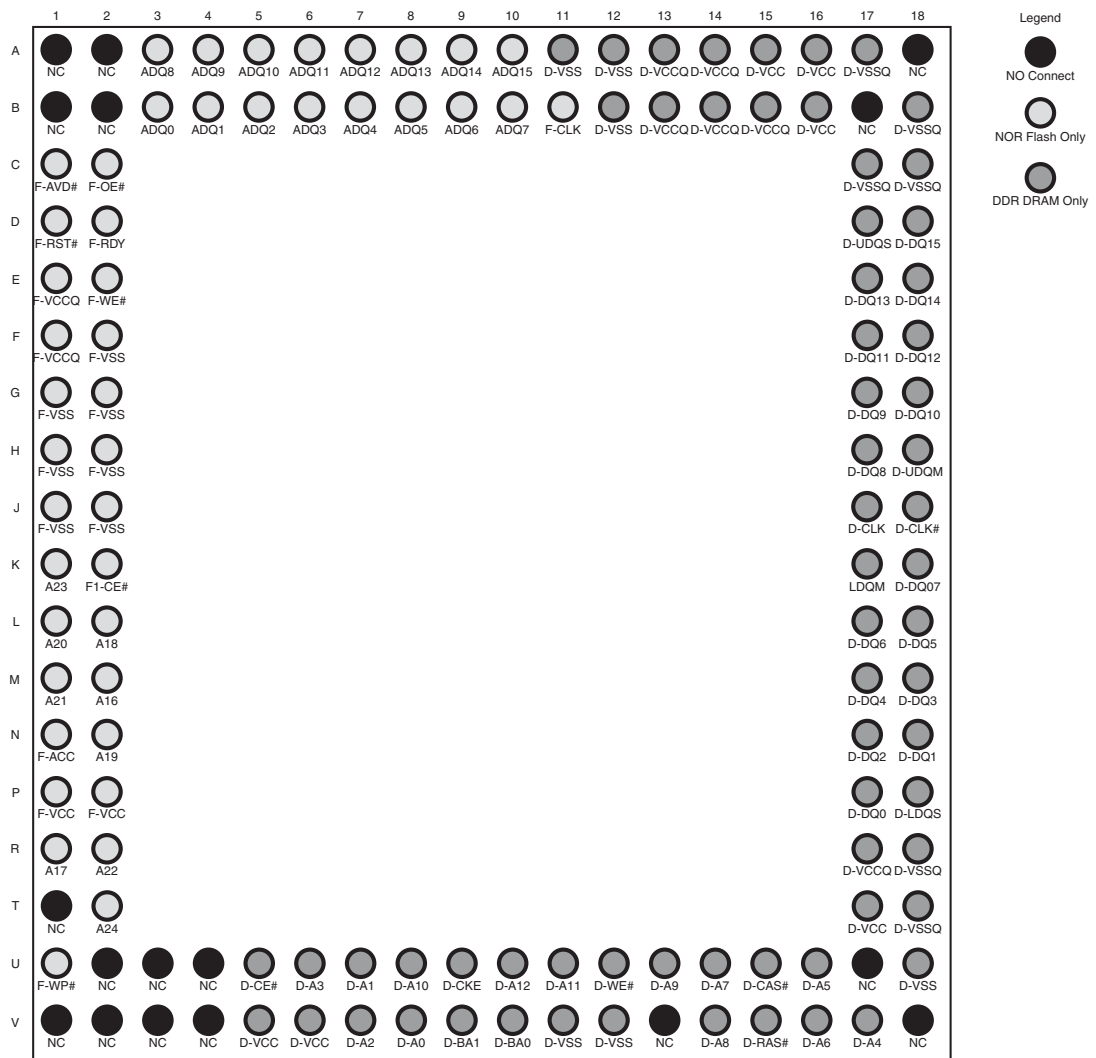 1 2 3 4 5 6 7 8 9 10 11 12 13 14 15 16 17 18
A
NC NC ADQ8 ADQ9 ADQ10 ADQ11 ADQ12 ADQ13 ADQ14 ADQ15 D-VSS D-VSS D-VCCQ D-VCCQ D-VCC D-VCC D-VSSQ NC
B
NC NC ADQ0 ADQ1 ADQ2 ADQ3 ADQ4 ADQ5 ADQ6 ADQ7 F-CLK D-VSS D-VCCQ D-VCCQ D-VCCQ D-VCC NC D-VSSQ
C
F-AVD# F-OE# D-VSSQ D-VSSQ
D
F-RST# F-RDY D-UDQS D-DQ15
E
F-VCCQ F-WE# D-DQ13 D-DQ14
F
F-VCCQ F-VSS D-DQ11 D-DQ12
G
F-VSS F-VSS D-DQ9 D-DQ10
H
F-VSS F-VSS D-DQ8 D-UDQM
J
F-VSS F-VSS D-CLK D-CLK#
K
A23 F1-CE# LDQM D-DQ07
L
A20 A18 D-DQ6 D-DQ5
M
A21 A16 D-DQ4 D-DQ3
N
F-ACC A19 D-DQ2 D-DQ1
P
F-VCC F-VCC D-DQ0 D-LDQS
R
A17 A22 D-VCCQ D-VSSQ
T
NC A24 D-VCC D-VSSQ
U
F-WP# NC NC NC D-CE# D-A3 D-A1 D-A10 D-CKE D-A12 D-A11 D-WE# D-A9 D-A7 D-CAS# D-A5 NC D-VSS
V
NC NC NC NC D-VCC D-VCC D-A2 D-A0 D-BA1 D-BA0 D-VSS D-VSS NC D-A8 D-RAS# D-A6 D-A4 NC
Legend
NO Connect
NOR Flash Only
DDR DRAM Only